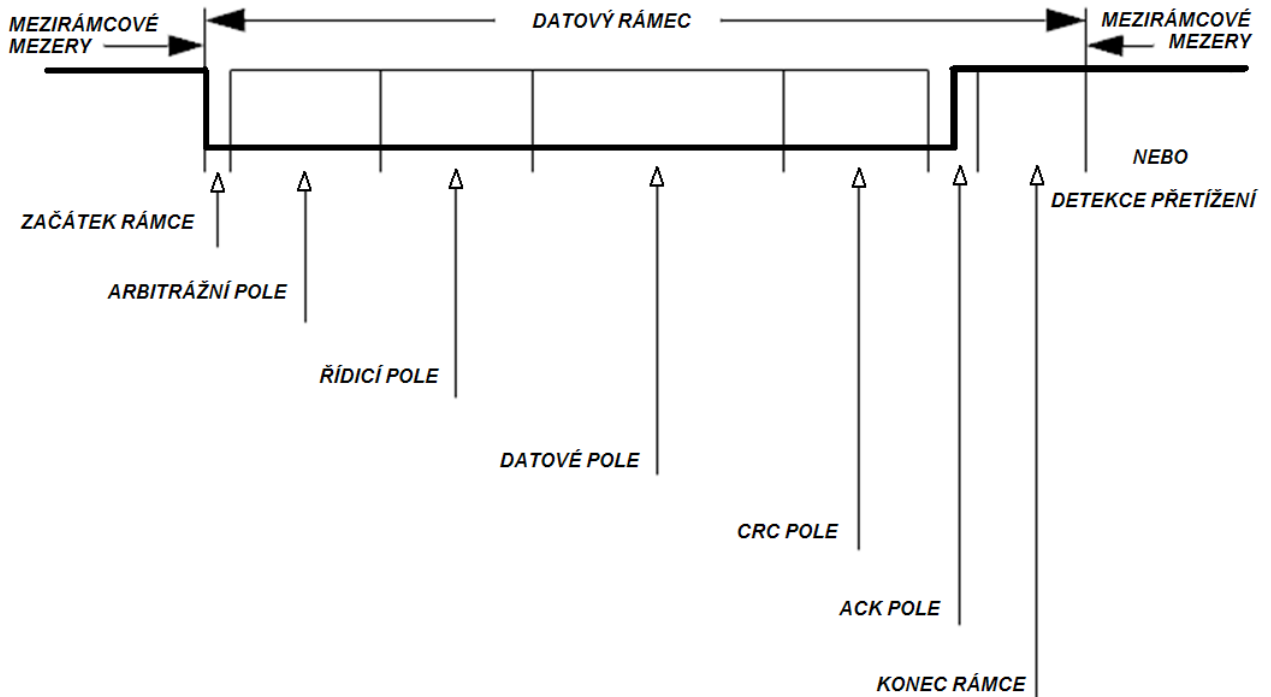 MEZIRÁMCOVÉ
MEZERY
DATOVÝ RÁMEC
MEZIRÁMCOVÉ
MEZERY
NEBO
DETEKCE PŘETÍŽENÍ
ZAČÁTEK RÁMCE
ARBITRÁŽNÍ POLE
ŘÍDICÍ POLE
DATOVÉ POLE
CRC POLE
ACK POLE
KONEC RÁMCE